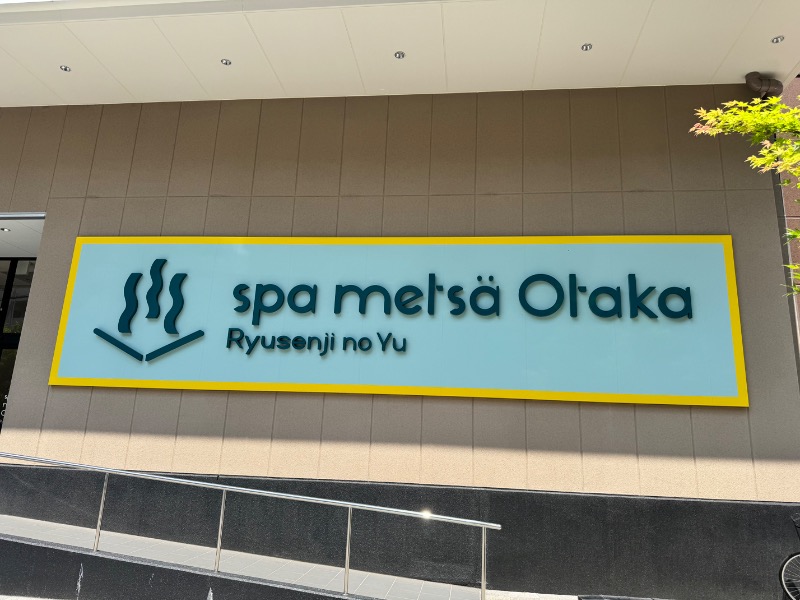 spa metsä Otaka
Ryusenji no Yu